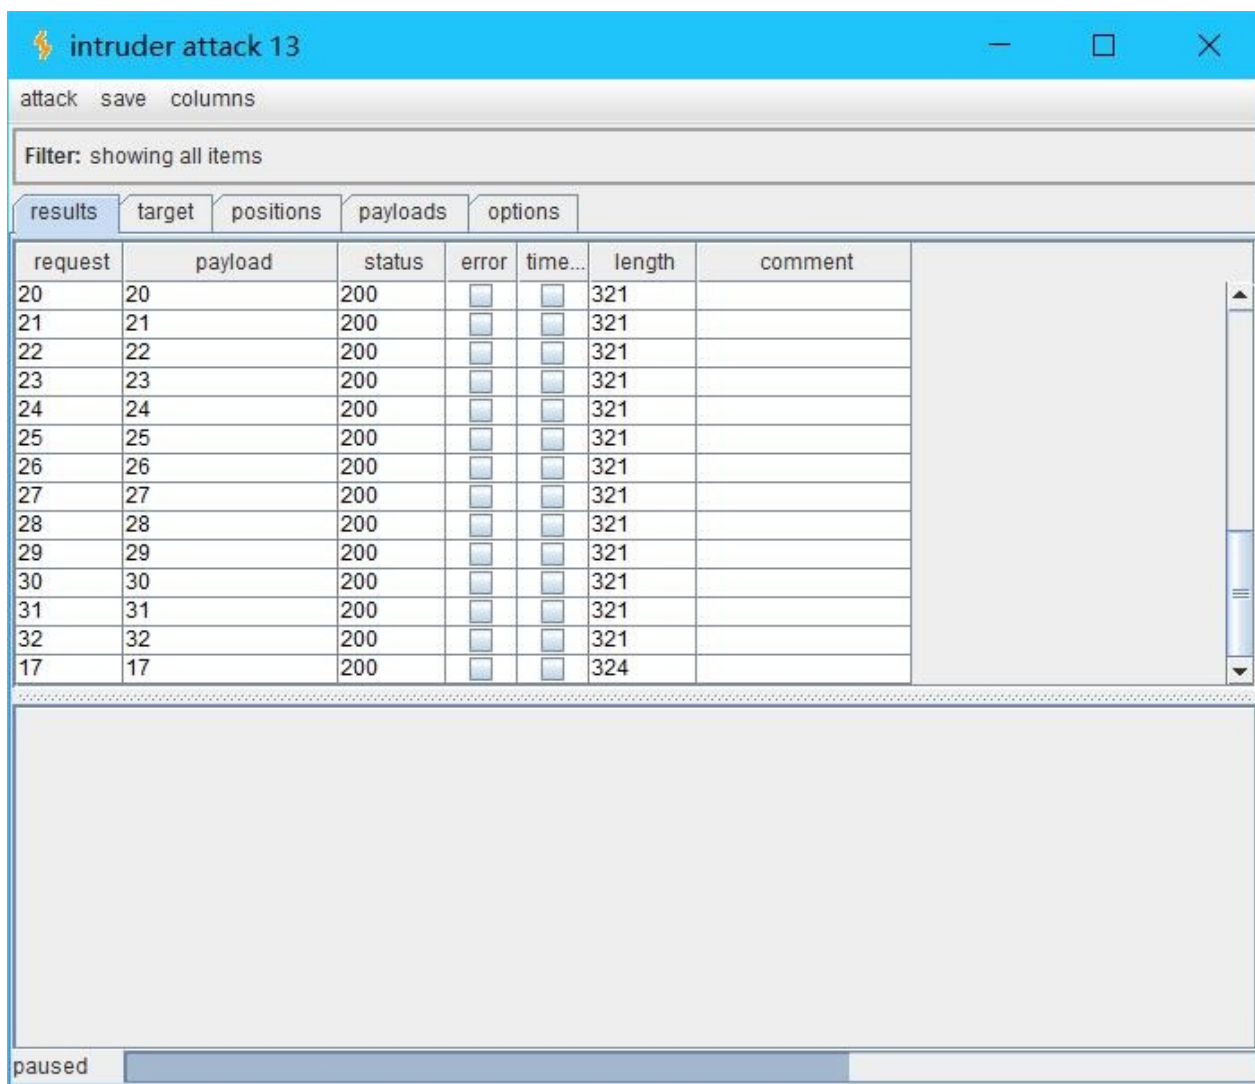 intruder attack 13
attack save columns
Filter: showing all items
results target positions payloads options
request payload status error time... length comment
20 20 200 321
21 21 200 321
22 22 200 321
23 23 200 321
24 24 200 321
25 25 200 321
26 26 200 321
27 27 200 321
28 28 200 321
29 29 200 321
30 30 200 321
31 31 200 321
32 32 200 321
17 17 200 324
paused